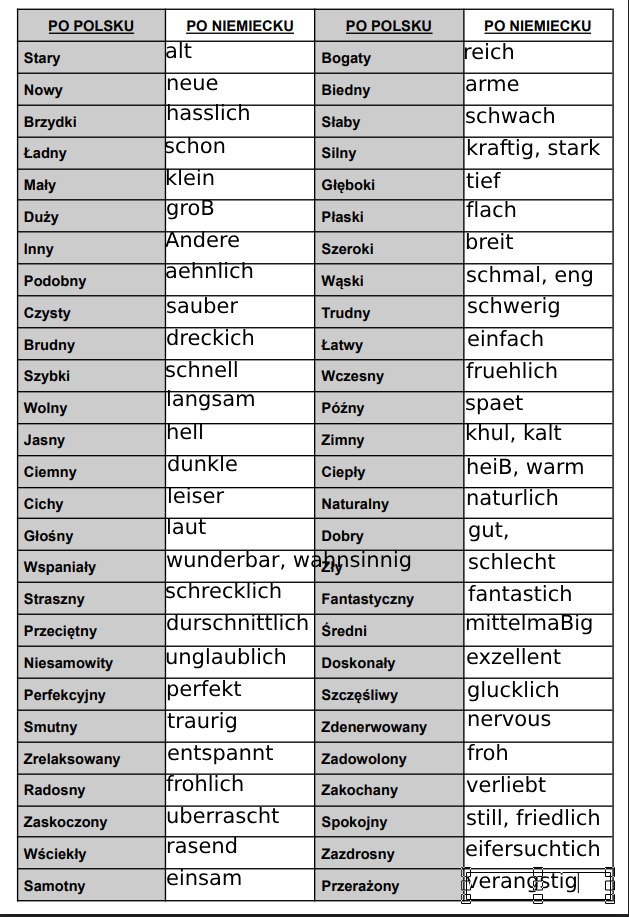 PO POLSKU PO NIEMIECKU PO POLSKU PO NIEMIECKU
Stary alt Bogaty reich
Nowy neue Biedny arme
Brzydki hasslich Słaby schwach
Ładny schon Silny kraftig, stark
Mały klein Głęboki tief
Duży groB Płaski flach
Inny Andere Szeroki breit
Podobny aehnlich Wąski schmal, eng
Czysty sauber Trudny schwerig
Brudny dreckich Łatwy einfach
Szybki schnell Wczesny fruehlich
Wolny langsam Późny spaet
Jasny hell Zimny khul, kalt
Ciemny dunkle Ciepły heiB, warm
Cichy leiser Naturalny naturlich
Głośny laut Dobry gut,
Wspaniały wunderbar, wahnsinnig Zły schlecht
Straszny schrecklich Fantastyczny fantastich
Przeciętny durschnittlich Średni mittelmaBig
Niesamowity unglaublich Doskonały exzellent
Perfekcyjny perfekt Szczęśliwy glucklich
Smutny traurig Zdenerwowany nervous
Zrelaksowany entspannt Zadowolony froh
Radosny frohlich Zakochany verliebt
Zaskoczony uberrascht Spokojny still, friedlich
Wściekły rasend Zazdrosny eifersuchtich
Samotny einsam Przerażony verangstig